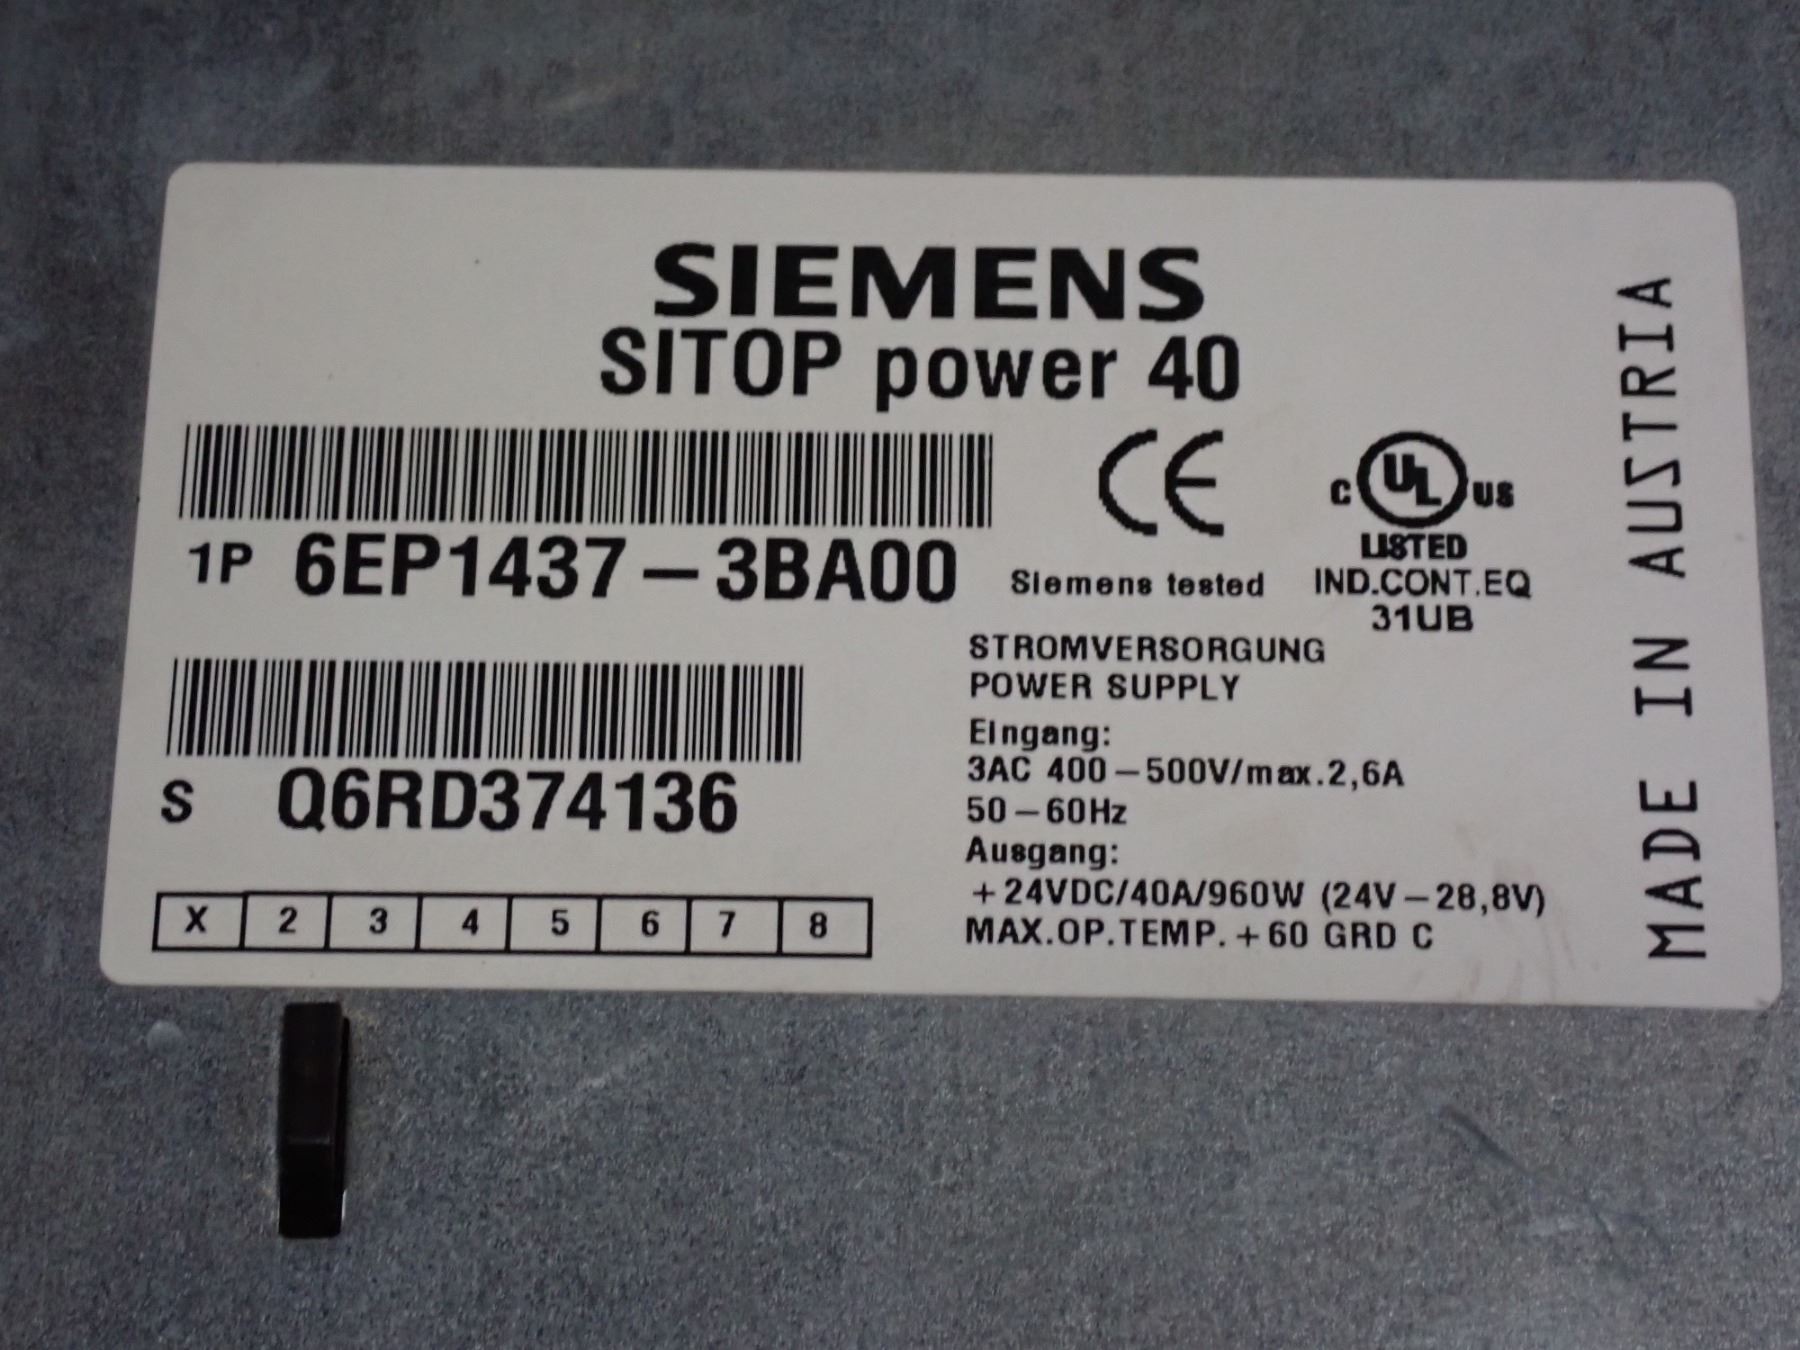 SIEMENS
SITOP power 40
CE
C UL US
LISTED
1P 6EP1437-3BA00
Siemens tested
IND.CONT.EQ
31UB
S Q6RD374136
X 2 3 4 5 6 7 8
STROMVERSORGUNG
POWER SUPPLY
Eingang:
3AC 400-500V/max.2,6A
50-60Hz
Ausgang:
+24VDC/40A/960W (24V-28,8V)
MAX.OP.TEMP.+60 GRD C
MADE IN AUSTRIA